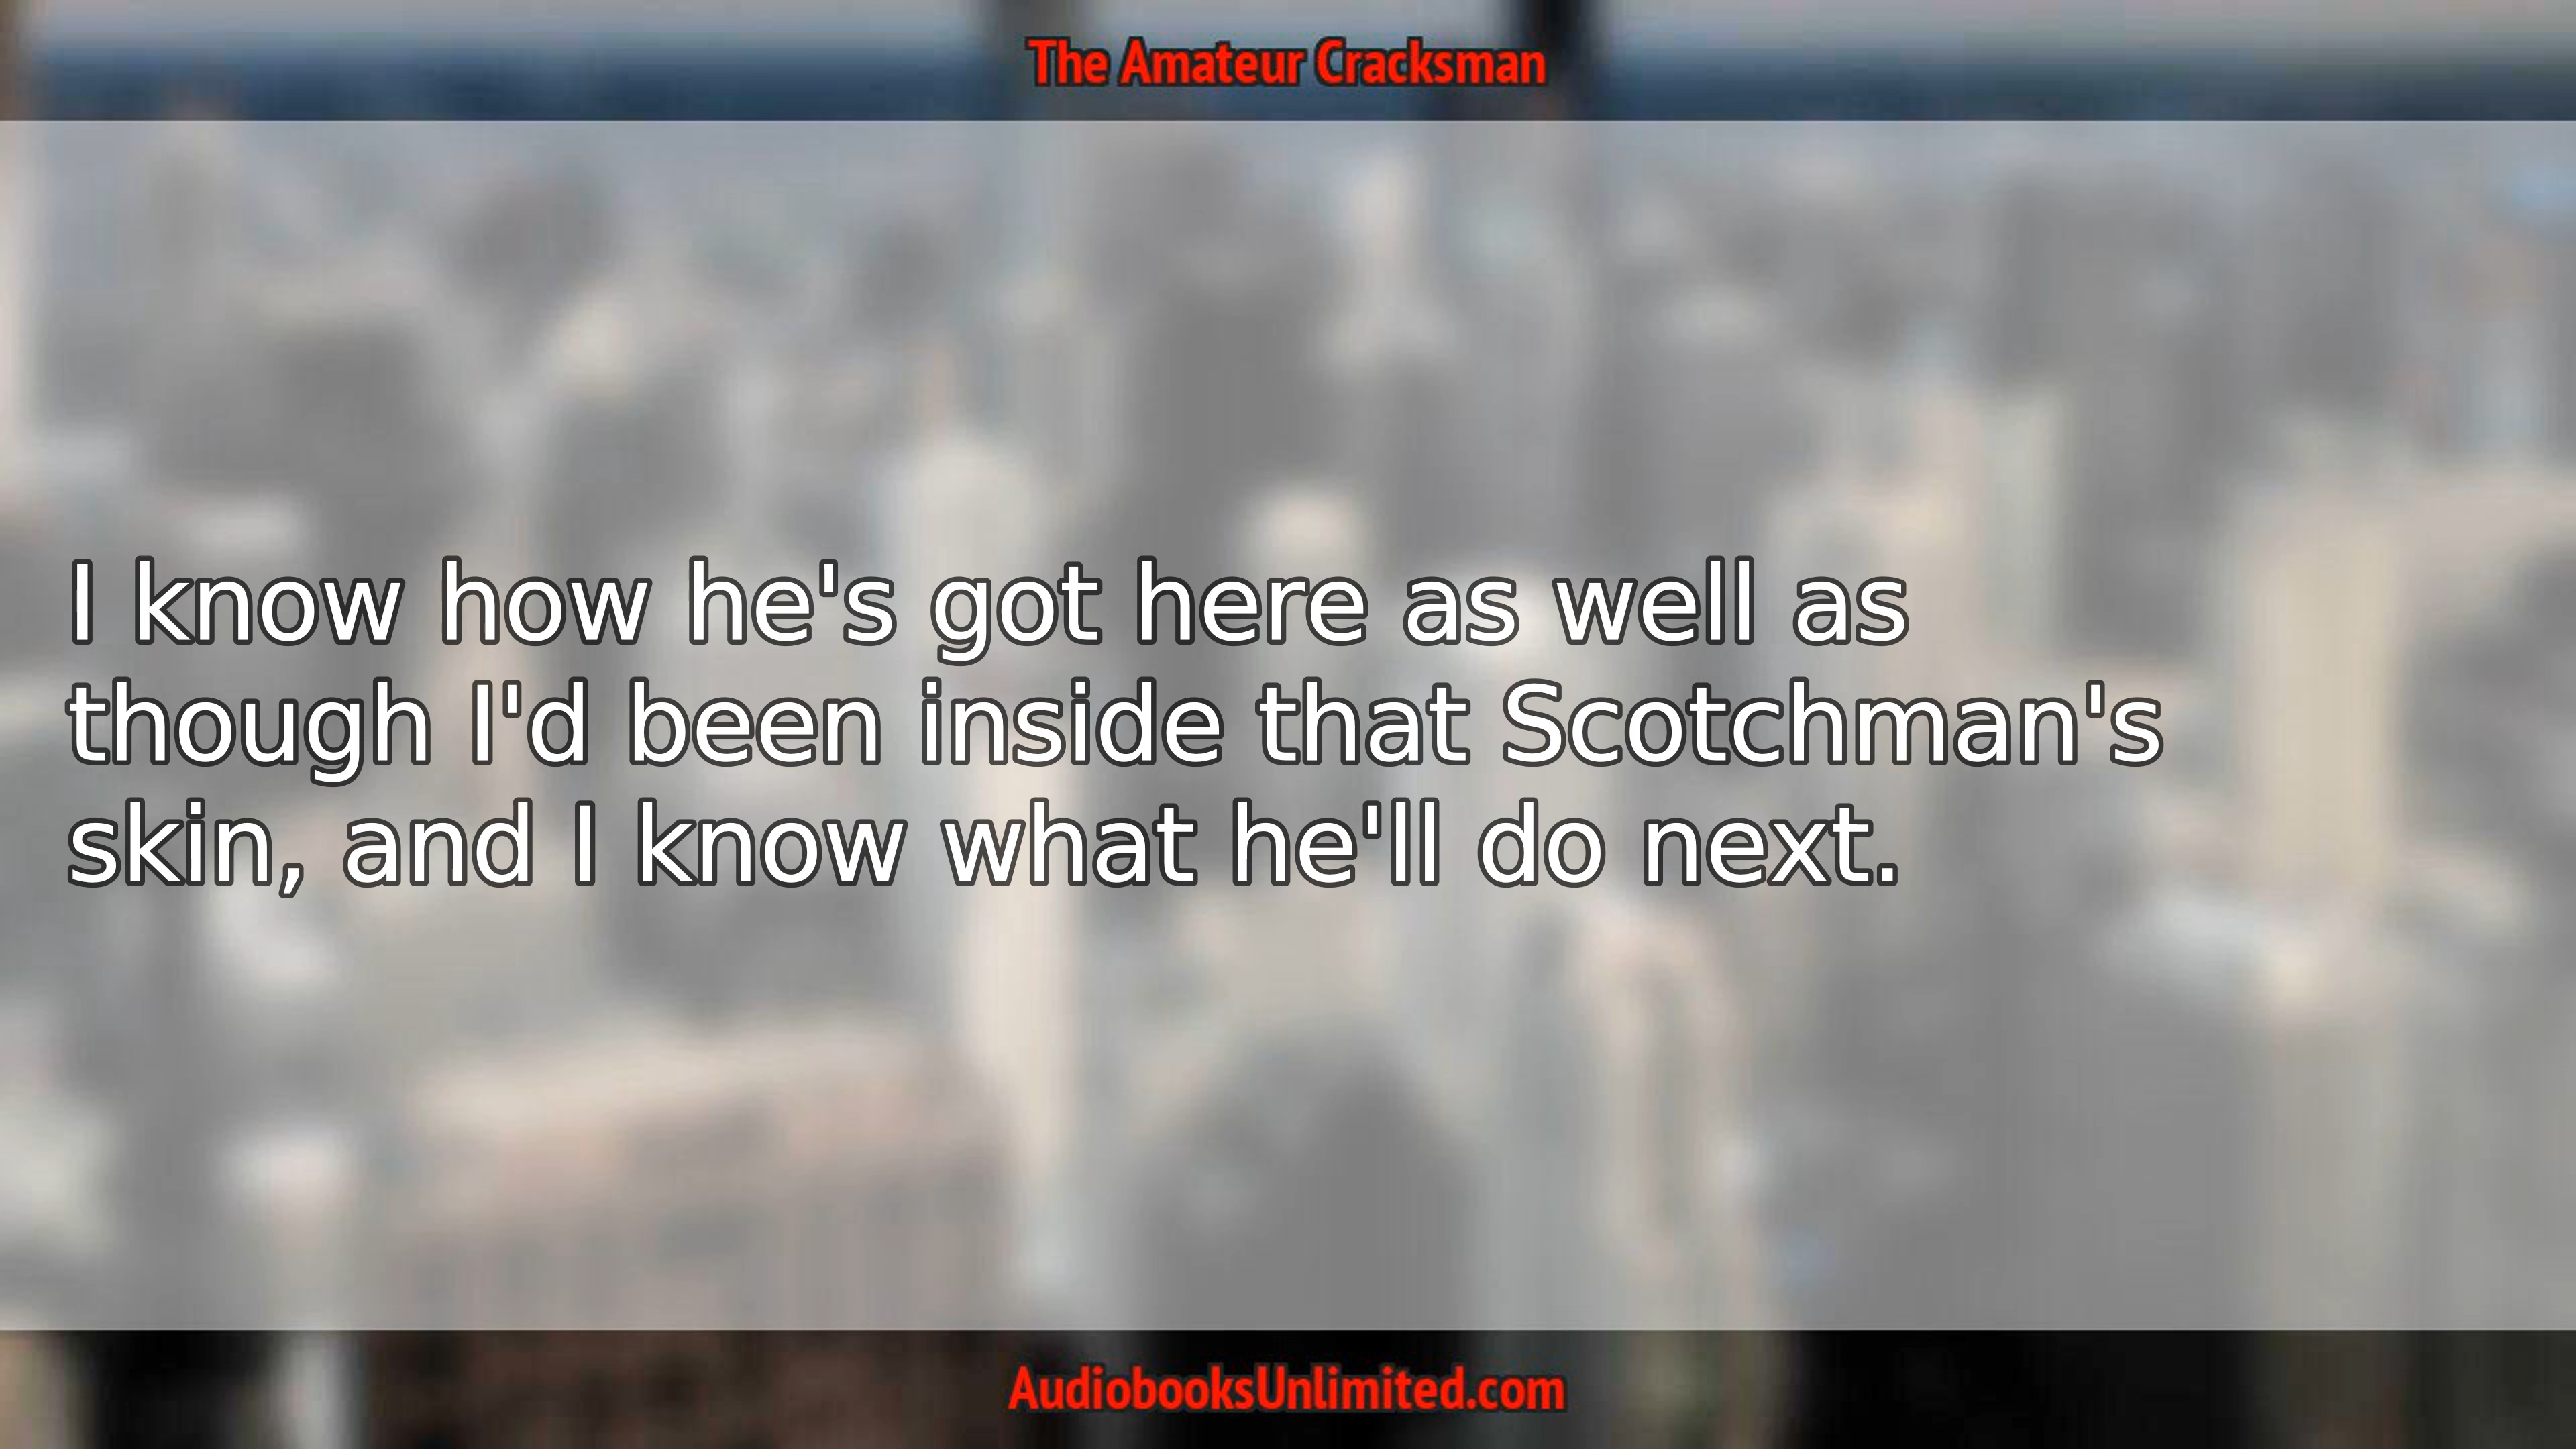 The Amateur Cracksman
I know how he's got here as well as
though I'd been inside that Scotchman's
skin, and I know what he'll do next.
AudiobooksUnlimited.com